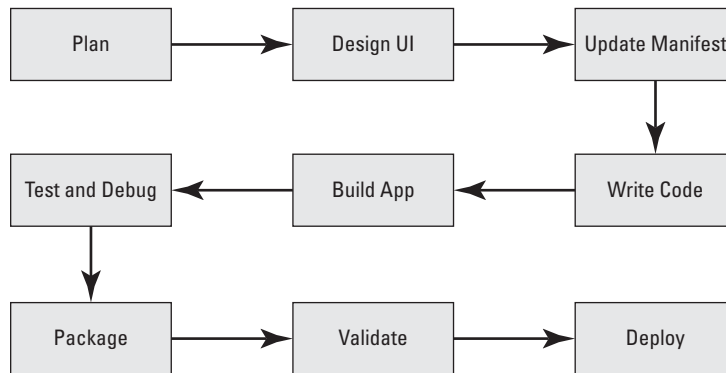 Plan
Design UI
Update Manifest
Write Code
Build App
Test and Debug
Package
Validate
Deploy